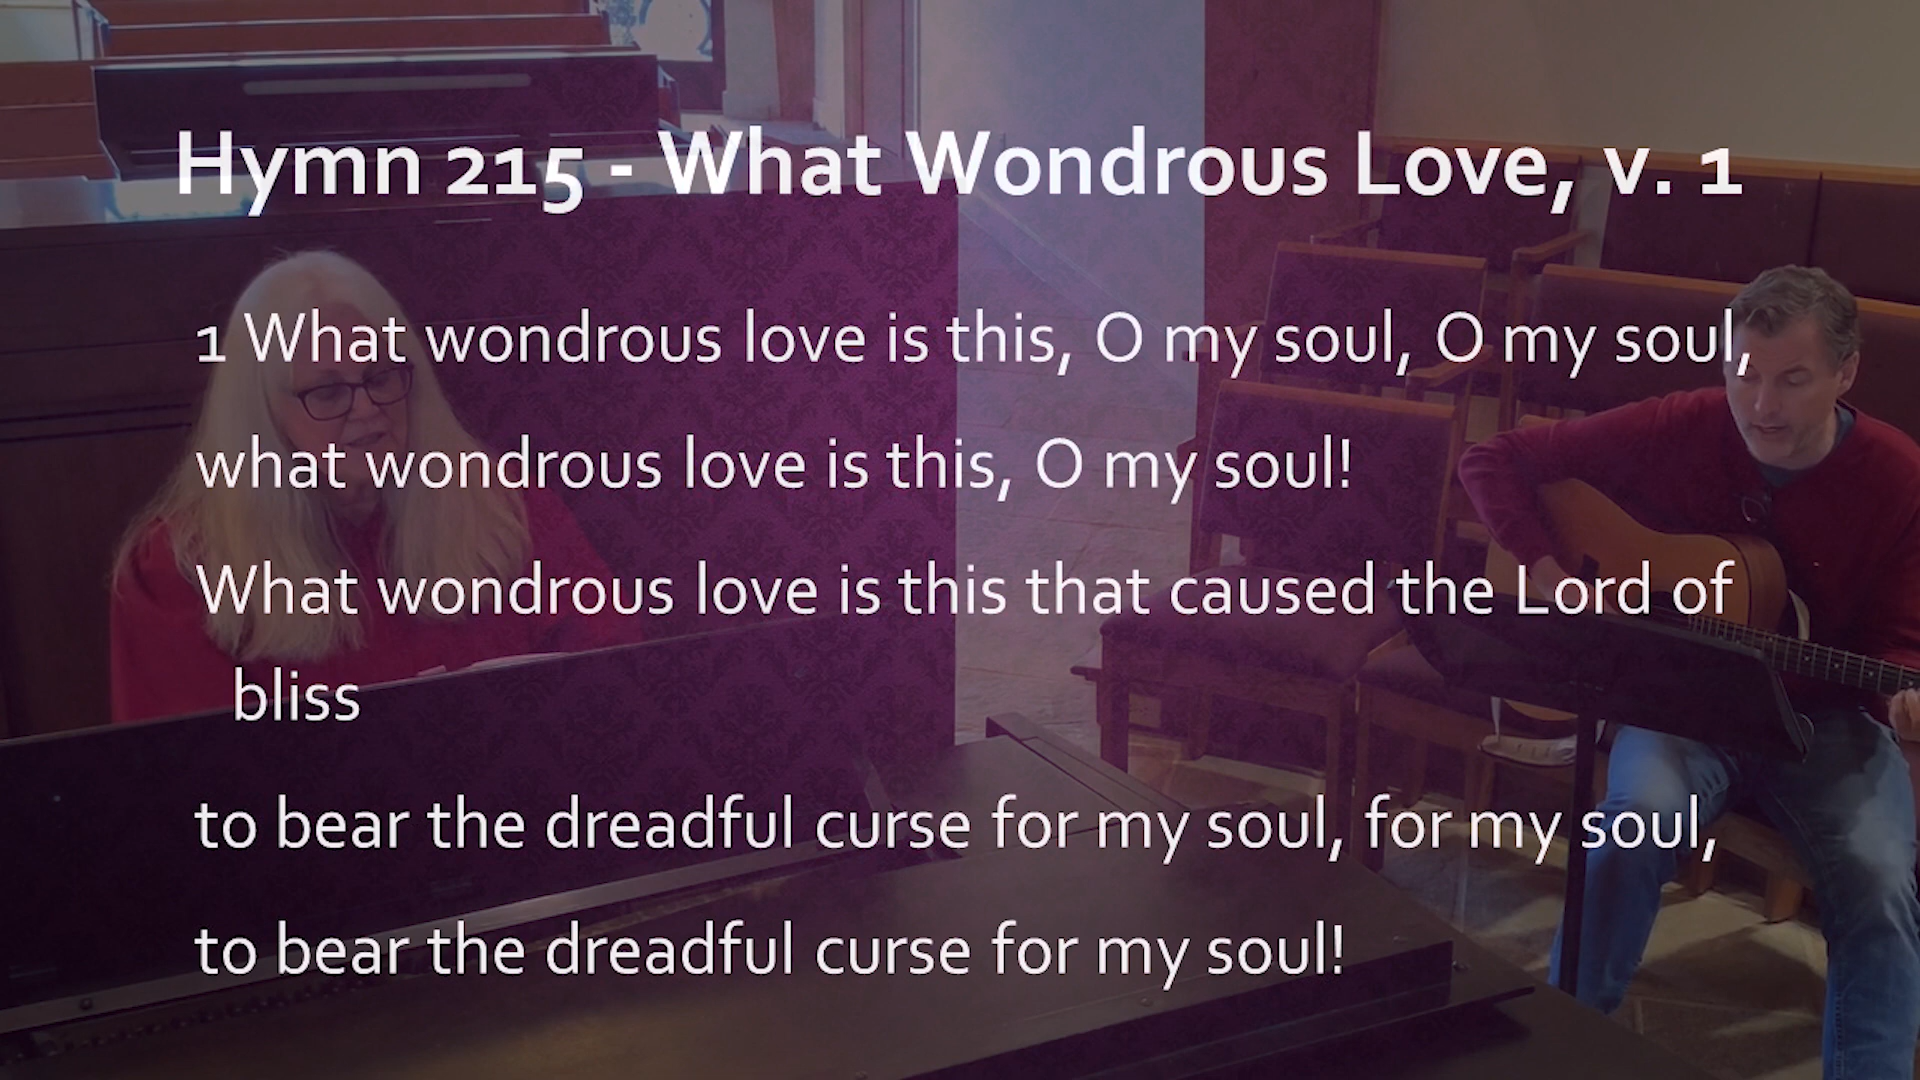 Hymn 215 - What Wondrous Love, v. 1
1 What wondrous love is this, O my soul, O my soul,
what wondrous love is this, O my soul!
What wondrous love is this that caused the Lord of
bliss
to bear the dreadful curse for my soul, for my soul,
to bear the dreadful curse for my soul!